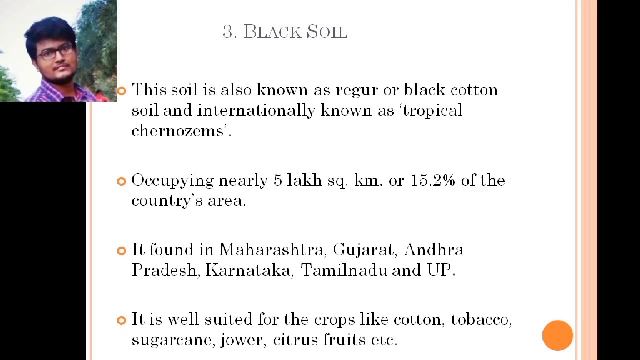 3. Black Soil
This soil is also known as regur or black cotton
soil and internationally known as ‘tropical
chernozems’.
Occupying nearly 5 lakh sq. km. or 15.2% of the
country’s area.
It found in Maharashtra, Gujarat, Andhra
Pradesh, Karnataka, Tamilnadu and UP.
It is well suited for the crops like cotton, tobacco,
sugarcane, jower, citrus fruits etc.